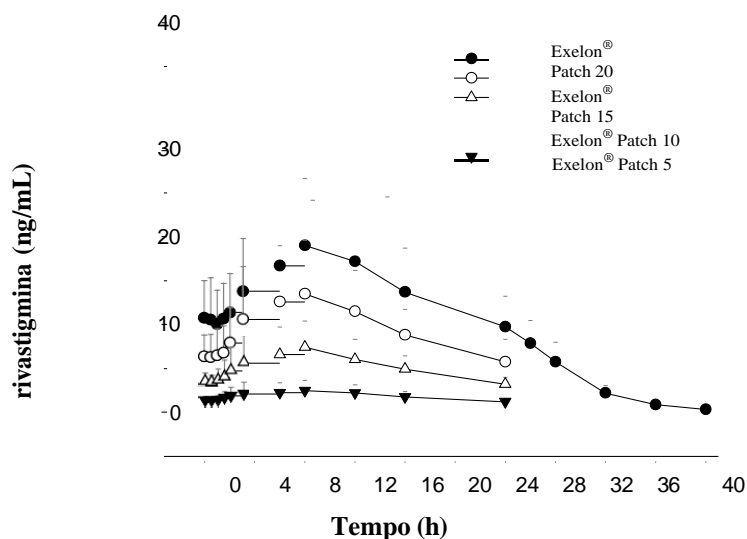 40
30
20
10
0
rivastigmina (ng/mL)
Exelon®
Patch 20
Exelon®
Patch 15
Exelon® Patch 10
Exelon® Patch 5
0 4 8 12 16 20 24 28 32 36 40
Tempo (h)